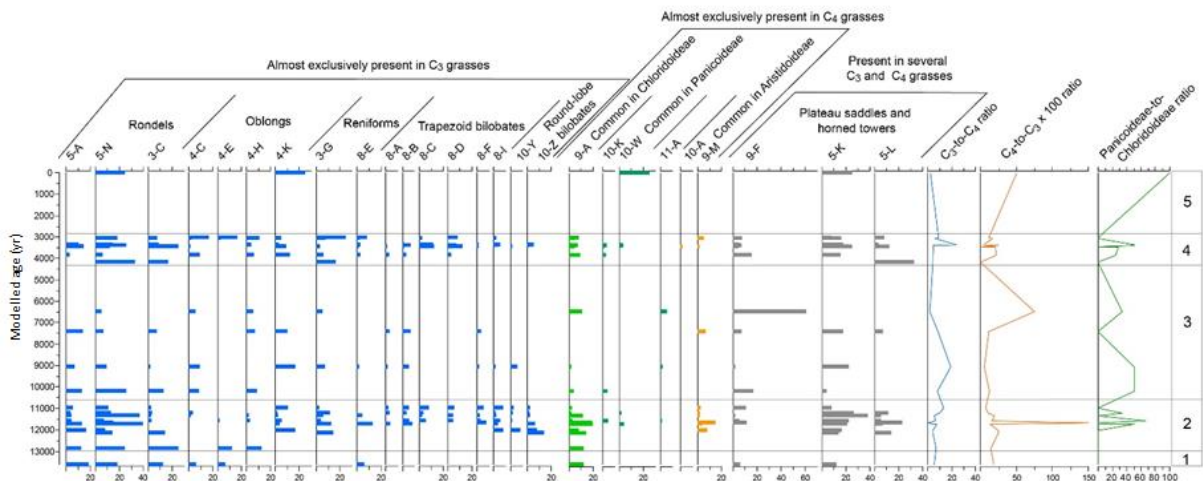 Almost exclusively present in C4 grasses
Almost exclusively present in C3 grasses
Present in several
C3 and C4 grasses
Rondels
Oblongs
Reniforms
Trapezoid bilobates
Round-lobe
bilobates
Common in Chloridoideae
Common in Panicoideae
Common in Aristidoideae
Plateau saddles and
horned towers
C3-to-C4 ratio
C4-to-C3 x 100 ratio
Panicoideae-to-
Chloridoideae ratio
5-A 5-N 3-C 4-C 4-E 4-H 4-K 3-G 8-E 8-A 8-B 8-C 8-D 8-F 8-I 10-Y 10-Z 9-A 10-K 10-W 11-A 10-A 9-M 9-F 5-K 5-L
Modelled age (yr)
0
1000
2000
3000
4000
5000
6000
7000
8000
9000
10000
11000
12000
13000
5
4
3
2
1
20 20 40 20 20 20 20 20 20 20 20 20 20 20 20 20 20 20 40 60 20 40 20 40 20 40 50 100 150 20 40 60 80 100